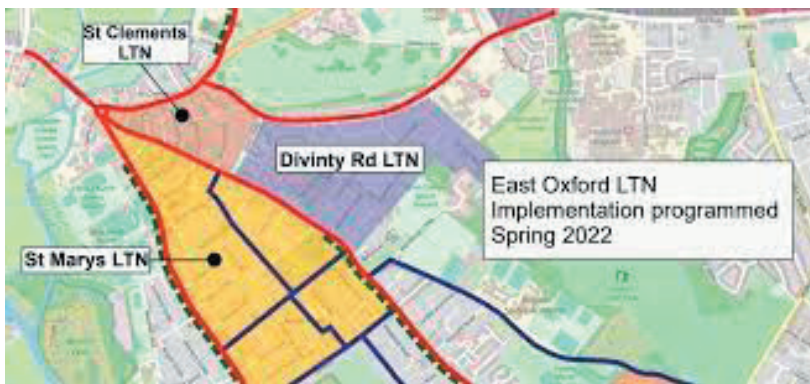 St Clements
LTN
Divinty Rd LTN
East Oxford LTN
Implementation programmed
Spring 2022
St Marys LTN